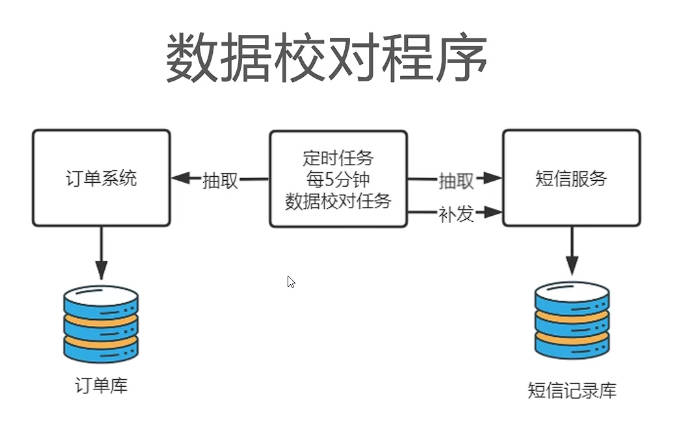 数据校对程序
订单系统
抽取
定时任务
每5分钟
数据校对任务
抽取
补发
短信服务
订单库
短信记录库